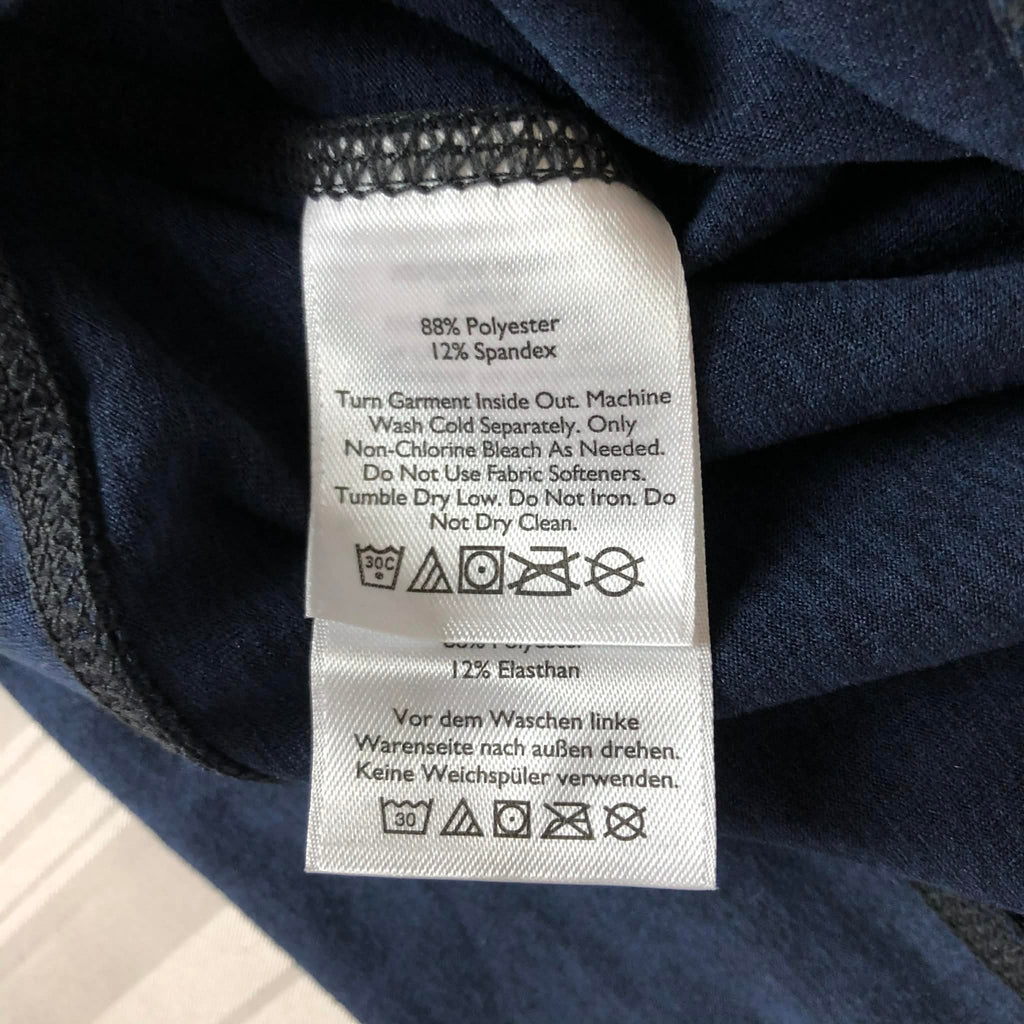 88% Polyester
12% Spandex
Turn Garment Inside Out. Machine
Wash Cold Separately. Only
Non-Chlorine Bleach As Needed.
Do Not Use Fabric Softeners.
Tumble Dry Low. Do Not Iron. Do
Not Dry Clean.
30C
12% Elasthan
Vor dem Waschen linke
Warenseite nach außen drehen.
Keine Weichspüler verwenden.
30